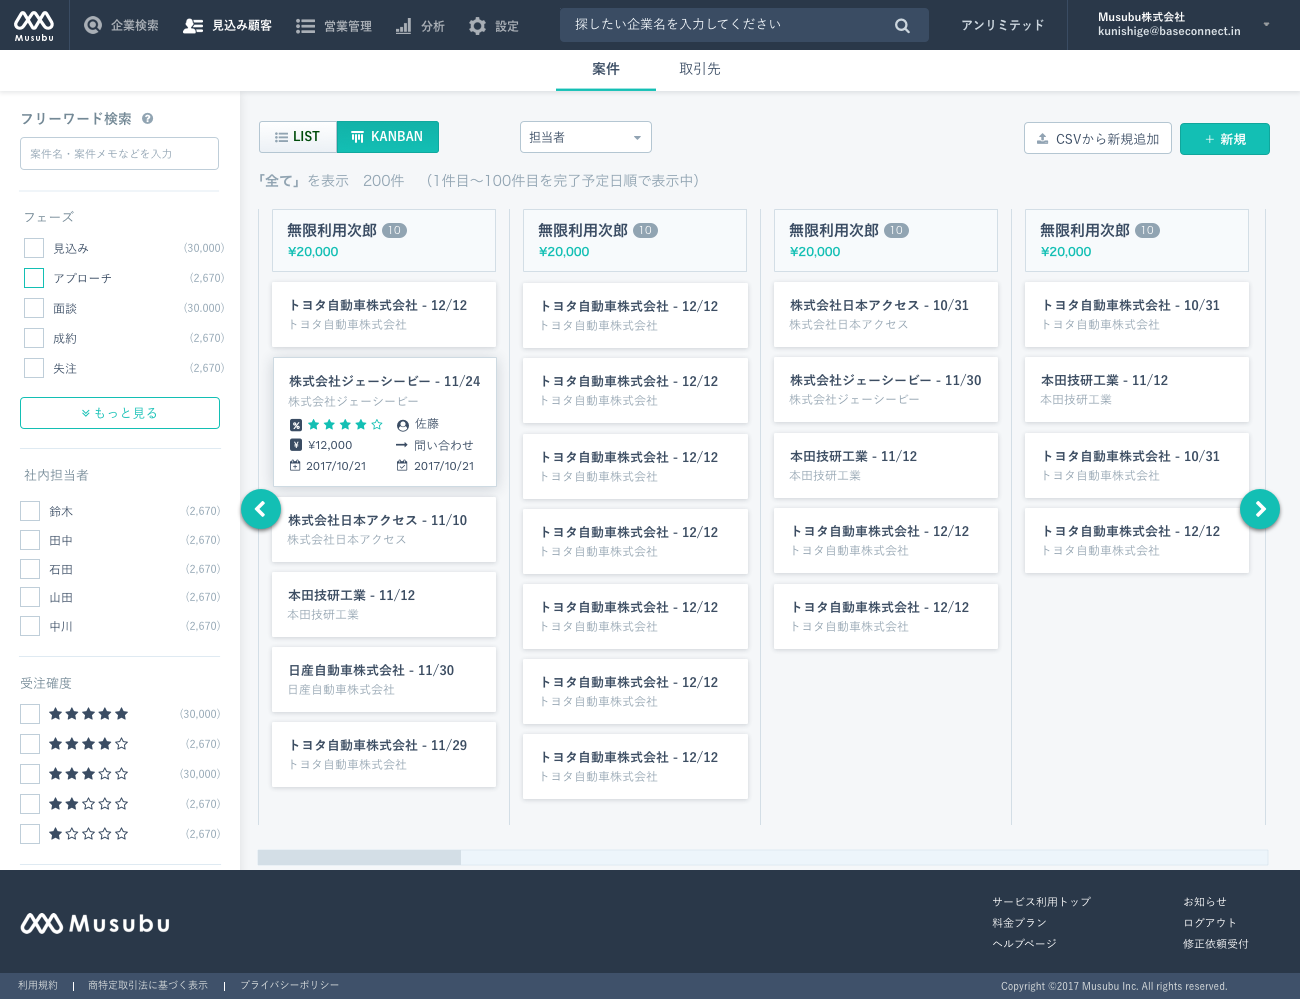 Musubu
企業検索
見込み顧客
営業管理
分析
設定
探したい企業名を入力してください
アンリミテッド
Musubu株式会社
kunishige@baseconnect.in
案件
取引先
フリーワード検索
案件名・案件メモなどを入力
フェーズ
見込み (30,000)
アプローチ (2,670)
面談 (30,000)
成約 (2,670)
失注 (2,670)
もっと見る
社内担当者
鈴木 (2,670)
田中 (2,670)
石田 (2,670)
山田 (2,670)
中川 (2,670)
受注確度
★★★★★ (30,000)
★★★★☆ (2,670)
★★★☆☆ (30,000)
★★☆☆☆ (2,670)
★☆☆☆☆ (2,670)
LIST
KANBAN
担当者
CSVから新規追加
+ 新規
「全て」を表示 200件 （1件目〜100件目を完了予定日順で表示中）
無限利用次郎 10
¥20,000
トヨタ自動車株式会社 - 12/12
トヨタ自動車株式会社
株式会社ジェーシービー - 11/24
株式会社ジェーシービー
★★★★☆ 佐藤
¥12,000 問い合わせ
2017/10/21 2017/10/21
株式会社日本アクセス - 11/10
株式会社日本アクセス
本田技研工業 - 11/12
本田技研工業
日産自動車株式会社 - 11/30
日産自動車株式会社
トヨタ自動車株式会社 - 11/29
トヨタ自動車株式会社
無限利用次郎 10
¥20,000
トヨタ自動車株式会社 - 12/12
トヨタ自動車株式会社
トヨタ自動車株式会社 - 12/12
トヨタ自動車株式会社
トヨタ自動車株式会社 - 12/12
トヨタ自動車株式会社
トヨタ自動車株式会社 - 12/12
トヨタ自動車株式会社
トヨタ自動車株式会社 - 12/12
トヨタ自動車株式会社
トヨタ自動車株式会社 - 12/12
トヨタ自動車株式会社
トヨタ自動車株式会社 - 12/12
トヨタ自動車株式会社
無限利用次郎 10
¥20,000
株式会社日本アクセス - 10/31
株式会社日本アクセス
株式会社ジェーシービー - 11/30
株式会社ジェーシービー
本田技研工業 - 11/12
本田技研工業
トヨタ自動車株式会社 - 12/12
トヨタ自動車株式会社
トヨタ自動車株式会社 - 12/12
トヨタ自動車株式会社
無限利用次郎 10
¥20,000
トヨタ自動車株式会社 - 10/31
トヨタ自動車株式会社
本田技研工業 - 11/12
本田技研工業
トヨタ自動車株式会社 - 10/31
トヨタ自動車株式会社
トヨタ自動車株式会社 - 12/12
トヨタ自動車株式会社
Musubu
サービス利用トップ
料金プラン
ヘルプページ
お知らせ
ログアウト
修正依頼受付
利用規約 | 商特定取引法に基づく表示 | プライバシーポリシー
Copyright ©2017 Musubu Inc. All rights reserved.